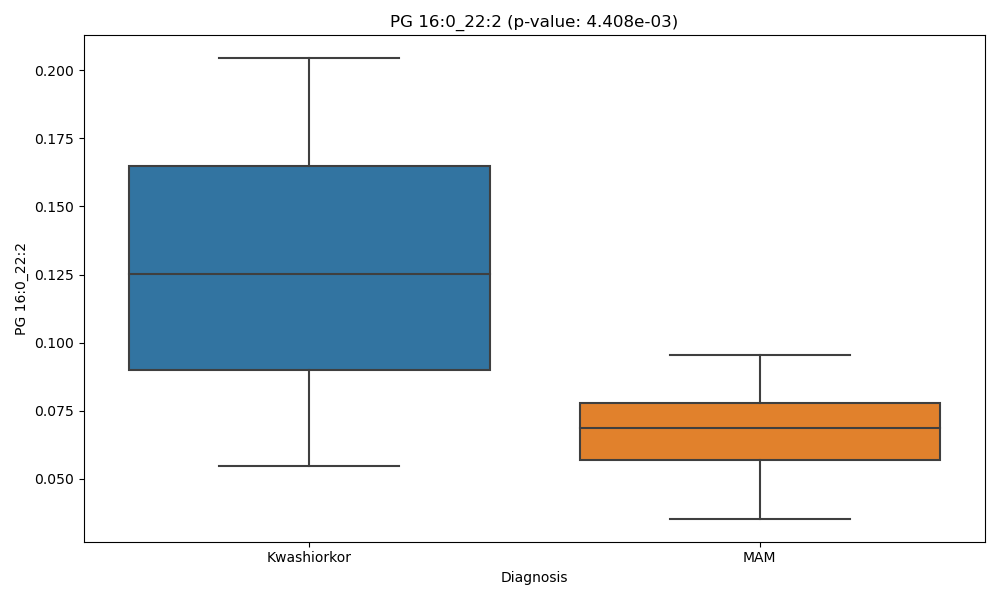 PG 16:0_22:2 (p-value: 4.408e-03)
PG 16:0_22:2
0.200
0.175
0.150
0.125
0.100
0.075
0.050
Kwashiorkor
MAM
Diagnosis